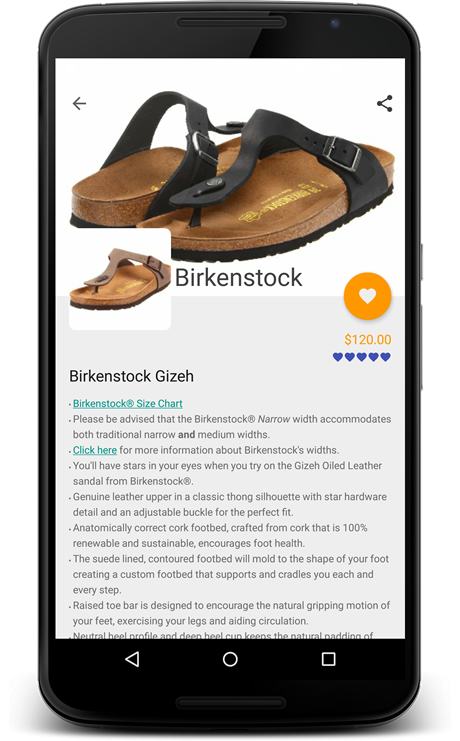 BIRKENSTOCK
Birkenstock
$120.00
Birkenstock Gizeh
Birkenstock® Size Chart
Please be advised that the Birkenstock® Narrow width accommodates
both traditional narrow and medium widths.
Click here for more information about Birkenstock's widths.
You'll have stars in your eyes when you try on the Gizeh Oiled Leather
sandal from Birkenstock®.
Genuine leather upper in a classic thong silhouette with star hardware
detail and an adjustable buckle for the perfect fit.
Anatomically correct cork footbed, crafted from cork that is 100%
renewable and sustainable, encourages foot health.
The suede lined, contoured footbed will mold to the shape of your foot
creating a custom footbed that supports and cradles you each and
every step.
Raised toe bar is designed to encourage the natural gripping motion of
your feet, exercising your legs and aiding circulation.
Neutral heel profile and deep heel cup keeps the natural padding of